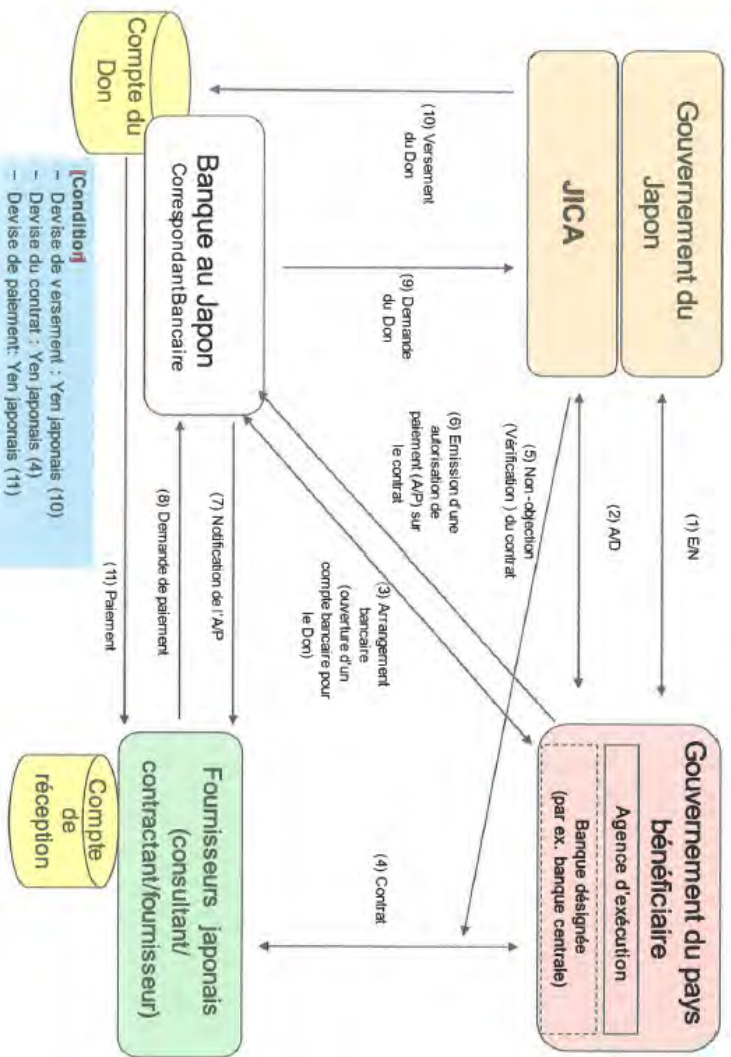 Gouvernement du
Japon
JICA
Gouvernement du pays
bénéficiaire
Agence d'exécution
Banque désignée
(par ex. banque centrale)
(1) E/N
(2) A/D
(5) Non-objection
(Vérification ) du contrat
(6) Emission d'une
autorisation de
paiement (A/P) sur
le contrat
(3) Arrangement
bancaire
(ouverture d'un
compte bancaire pour
le Don)
(4) Contrat
(10) Versement
du Don
(9) Demande
du Don
Banque au Japon
CorrespondantBancaire
Compte du
Don
(7) Notification de l'A/P
(8) Demande de paiement
(11) Paiement
Fournisseurs japonais
(consultant/
contractant/fournisseur)
Compte
de
réception
[Condition]
- Devise de versement : Yen japonais (10)
- Devise du contrat : Yen japonais (4)
- Devise de paiement: Yen japonais (11)